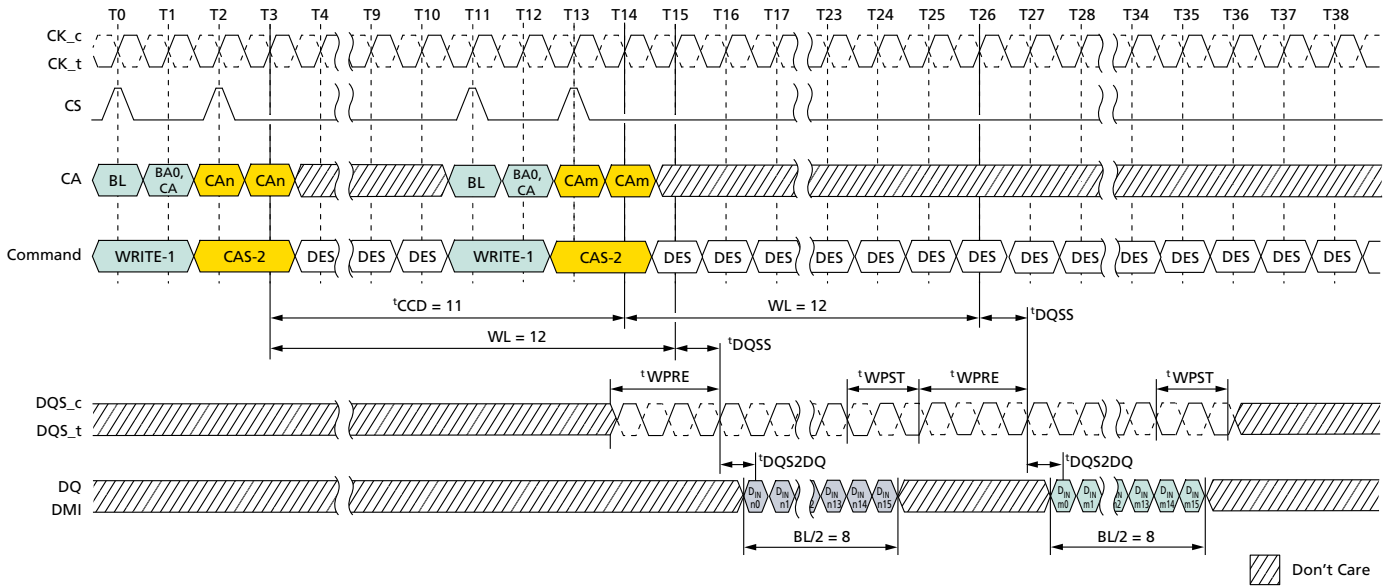 T0 T1 T2 T3 T4 T9 T10 T11 T12 T13 T14 T15 T16 T17 T23 T24 T25 T26 T27 T28 T34 T35 T36 T37 T38
CK_c
CK_t
CS
CA BL BA0, CA CAn CAn BL BA0, CA CAm CAm
Command WRITE-1 CAS-2 DES DES DES WRITE-1 CAS-2 DES DES DES DES DES DES DES DES DES DES DES DES DES DES
tCCD = 11 WL = 12 tDQSS
WL = 12 tDQSS
tWPRE tWPST tWPRE tWPST
DQS_c
DQS_t
tDQS2DQ tDQS2DQ
DQ
DMI
DIN n0 DIN n1 DIN n13 DIN n14 DIN n15 DIN m0 DIN m1 DIN m13 DIN m14 DIN m15
BL/2 = 8 BL/2 = 8
Don't Care